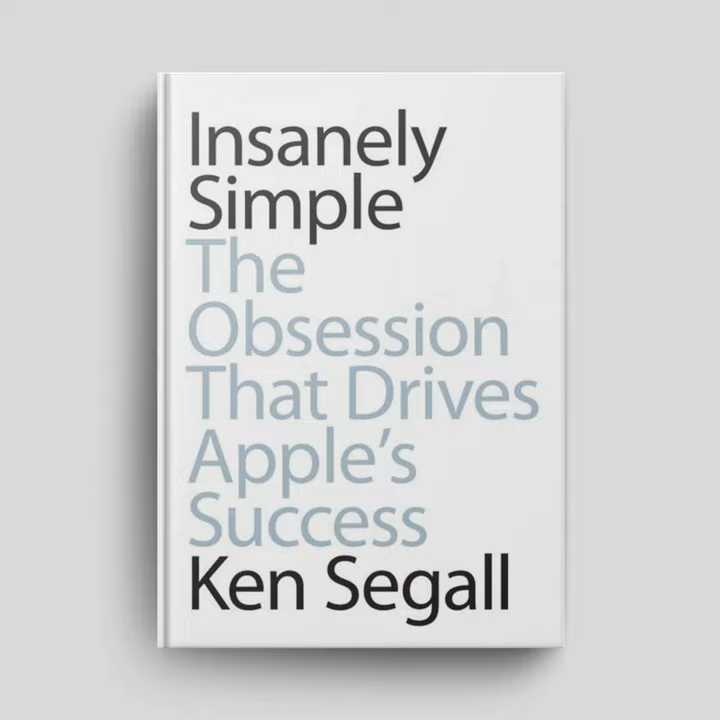 Insanely
Simple
The
Obsession
That Drives
Apple’s
Success
Ken Segall